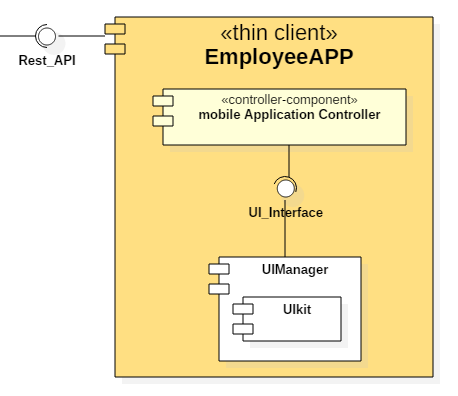 «thin client»
EmployeeAPP
Rest_API
«controller-component»
mobile Application Controller
UI_Interface
UIManager
UIkit